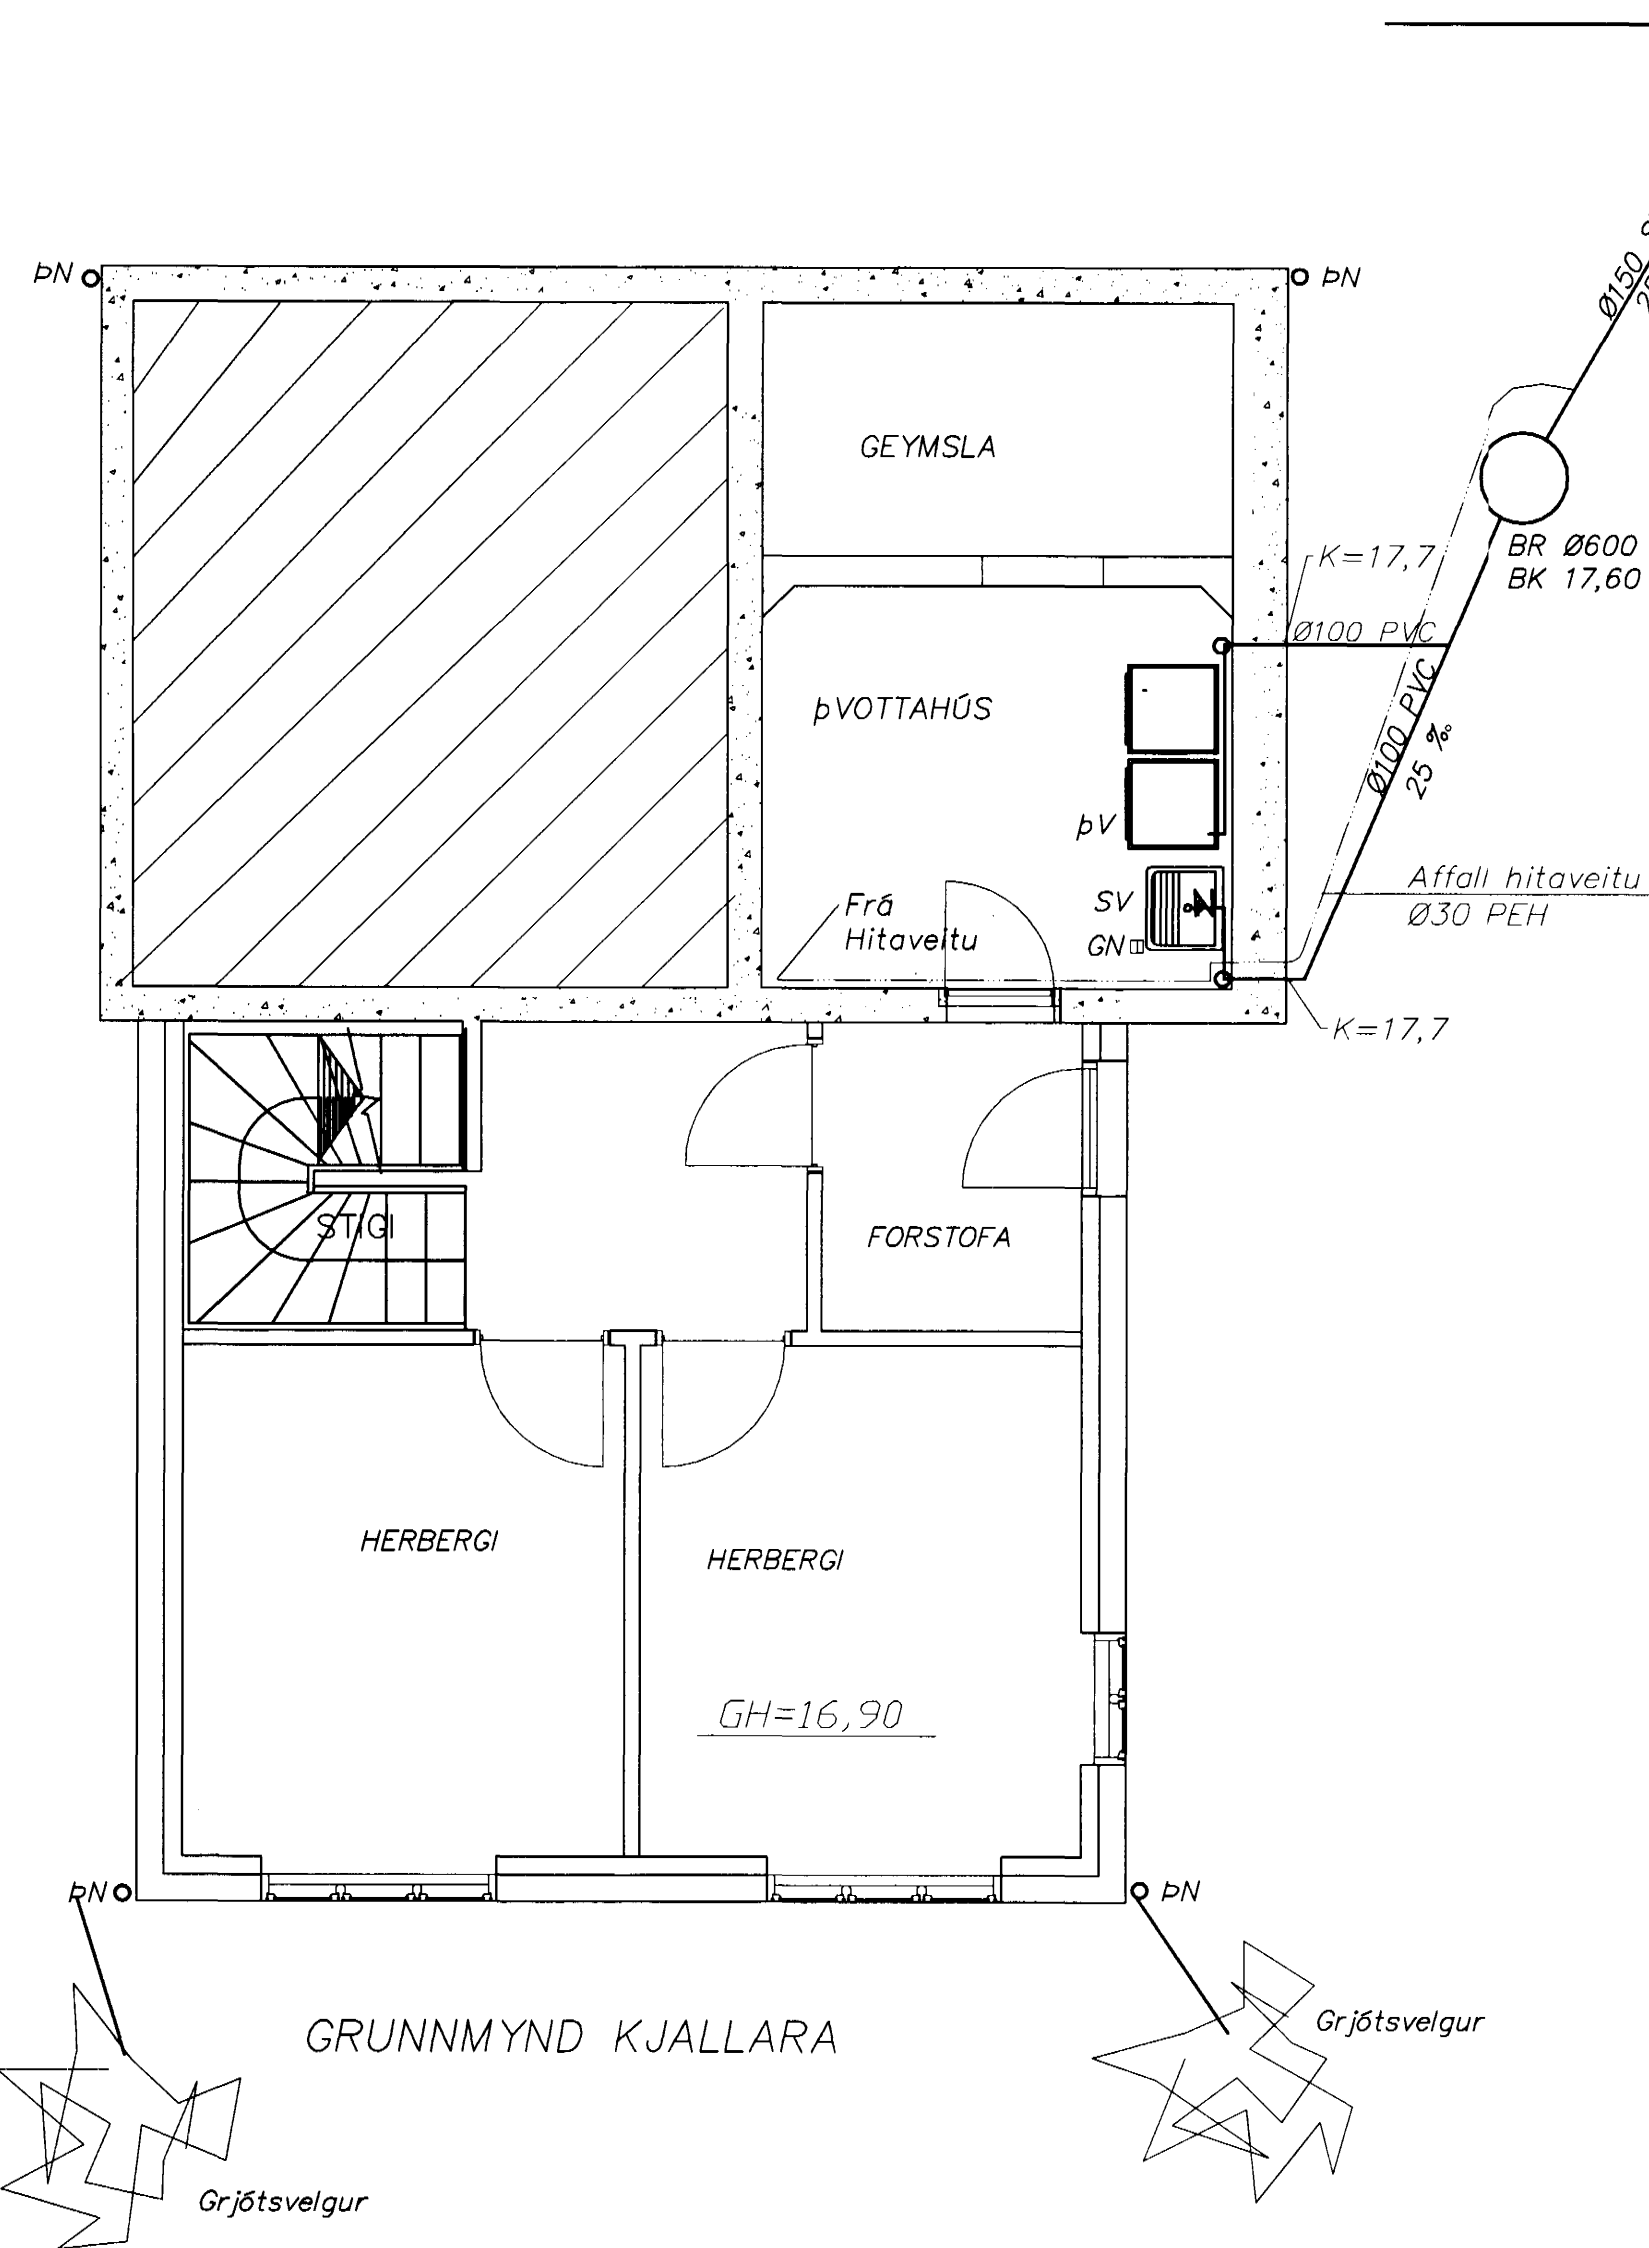 Ø150
ÞN
ÞN
GEYMSLA
K=17,7
BR Ø600
BK 17,60
Ø100 PVC
ÞVOTTAHÚS
Ø100 PVC
25 ‰
ÞV
SV
GN
Frá
Hitaveitu
Affall hitaveitu
Ø30 PEH
K=17,7
STIGI
FORSTOFA
HERBERGI
HERBERGI
GH=16,90
ÞN
ÞN
GRUNNMYND KJALLARA
Grjótsvelgur
Grjótsvelgur